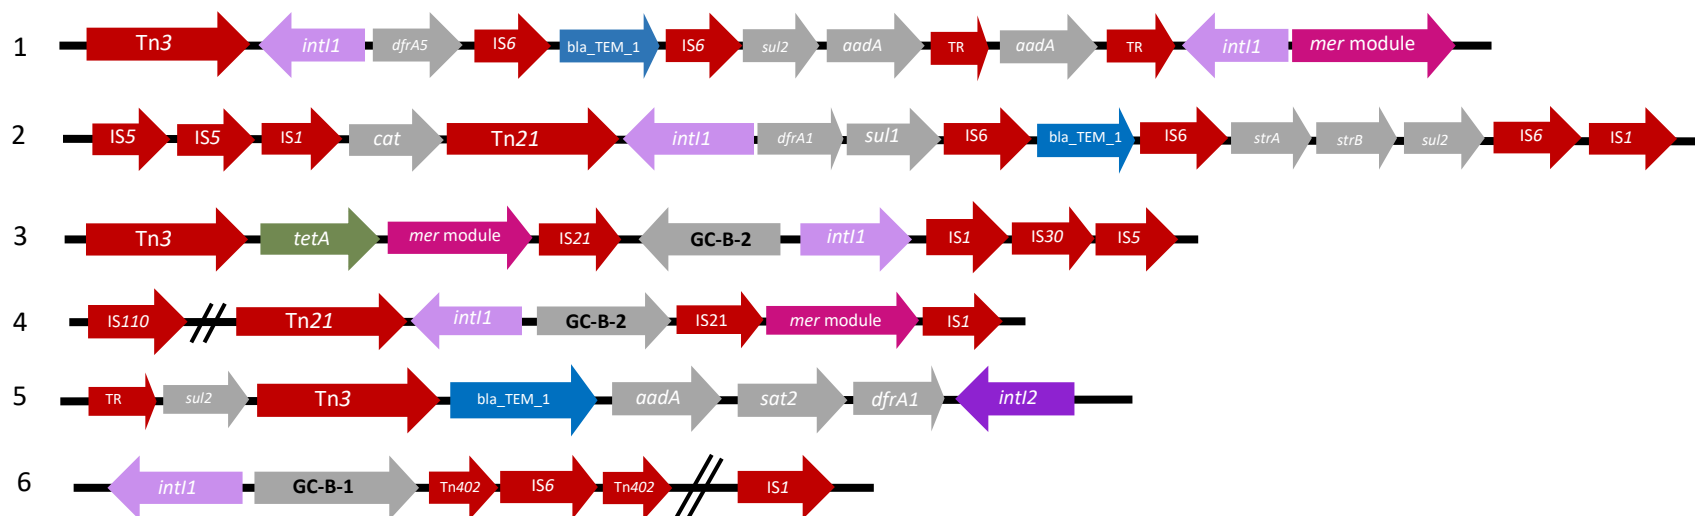 1 Tn3 intI1 dfrA5 IS6 bla_TEM_1 IS6 sul2 aadA TR aadA TR intI1 mer module
2 IS5 IS5 IS1 cat Tn21 intI1 dfrA1 sul1 IS6 bla_TEM_1 IS6 strA strB sul2 IS6 IS1
3 Tn3 tetA mer module IS21 GC-B-2 intI1 IS1 IS30 IS5
4 IS110 Tn21 intI1 GC-B-2 IS21 mer module IS1
5 TR sul2 Tn3 bla_TEM_1 aadA sat2 dfrA1 intI2
6 intI1 GC-B-1 Tn402 IS6 Tn402 IS1